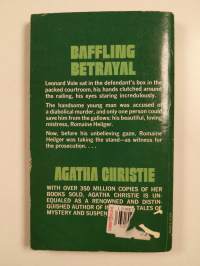 BAFFLING
BETRAYAL
Leonard Vole sat in the defendant's box in the
packed courtroom, his hands clutched around
the railing, his eyes staring incredulously.
The handsome young man was accused of
a diabolical murder, and only one person could
save him from the gallows: his beautiful, loving
mistress, Romaine Heilger.
Now, before his unbelieving gaze, Romaine
Heilger was taking the stand—as witness for
the prosecution. . . .
AGATHA CHRISTIE
WITH OVER 350 MILLION COPIES OF HER
BOOKS SOLD, AGATHA CHRISTIE IS UN-
EQUALED AS A RENOWNED AND DISTIN-
GUISHED AUTHOR OF TALES OF
MYSTERY AND